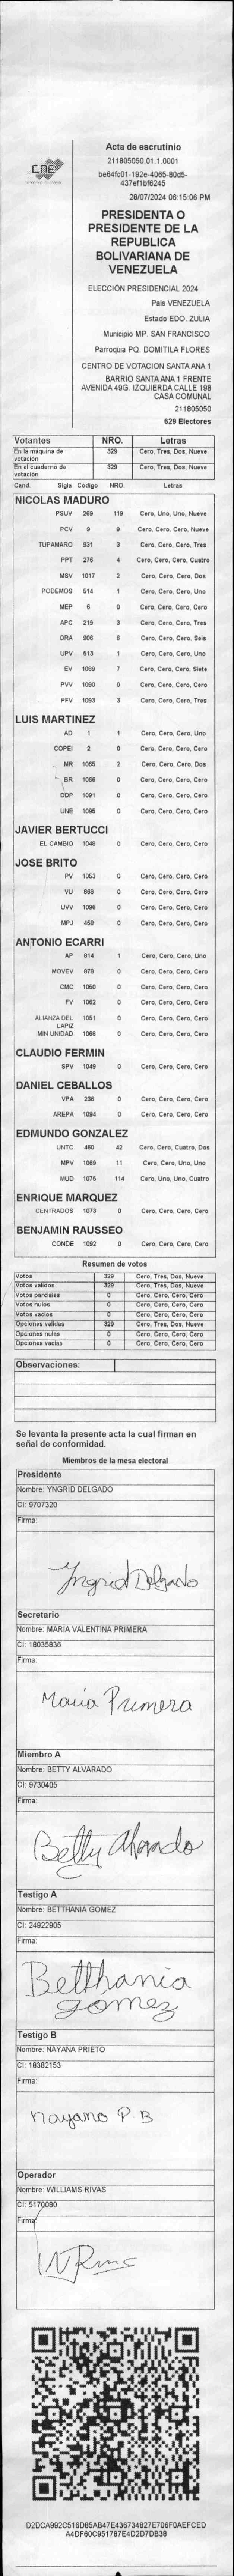 CNE
Acta de escrutinio
211805050.01.1.0001
be64fc01-192e-4065-80d5-
437ef1bf6245
28/07/2024 06:15:06 PM
PRESIDENTA O
PRESIDENTE DE LA
REPUBLICA
BOLIVARIANA DE
VENEZUELA
ELECCIÓN PRESIDENCIAL 2024
País VENEZUELA
Estado EDO. ZULIA
Municipio MP. SAN FRANCISCO
Parroquia PQ. DOMITILA FLORES
CENTRO DE VOTACION SANTA ANA 1
BARRIO SANTA ANA 1 FRENTE
AVENIDA 49G. IZQUIERDA CALLE 198
CASA COMUNAL
211805050
629 Electores
Votantes NRO. Letras
En la máquina de votación 329 Cero, Tres, Dos, Nueve
En el cuaderno de votación 329 Cero, Tres, Dos, Nueve
Cand. Sigla Código NRO. Letras
NICOLAS MADURO
PSUV 269 119 Cero, Uno, Uno, Nueve
PCV 9 9 Cero, Cero, Cero, Nueve
TUPAMARO 931 3 Cero, Cero, Cero, Tres
PPT 276 4 Cero, Cero, Cero, Cuatro
MSV 1017 2 Cero, Cero, Cero, Dos
PODEMOS 514 1 Cero, Cero, Cero, Uno
MEP 6 0 Cero, Cero, Cero, Cero
APC 219 3 Cero, Cero, Cero, Tres
ORA 906 6 Cero, Cero, Cero, Seis
UPV 513 1 Cero, Cero, Cero, Uno
EV 1089 7 Cero, Cero, Cero, Siete
PVV 1090 0 Cero, Cero, Cero, Cero
PFV 1093 3 Cero, Cero, Cero, Tres
LUIS MARTINEZ
AD 1 1 Cero, Cero, Cero, Uno
COPEI 2 0 Cero, Cero, Cero, Cero
MR 1065 2 Cero, Cero, Cero, Dos
BR 1066 0 Cero, Cero, Cero, Cero
DDP 1091 0 Cero, Cero, Cero, Cero
UNE 1095 0 Cero, Cero, Cero, Cero
JAVIER BERTUCCI
EL CAMBIO 1048 0 Cero, Cero, Cero, Cero
JOSE BRITO
PV 1053 0 Cero, Cero, Cero, Cero
VU 968 0 Cero, Cero, Cero, Cero
UVV 1096 0 Cero, Cero, Cero, Cero
MPJ 458 0 Cero, Cero, Cero, Cero
ANTONIO ECARRI
AP 814 1 Cero, Cero, Cero, Uno
MOVEV 979 0 Cero, Cero, Cero, Cero
CMC 1050 0 Cero, Cero, Cero, Cero
FV 1062 0 Cero, Cero, Cero, Cero
ALIANZA DEL LAPIZ 1051 0 Cero, Cero, Cero, Cero
MIN UNIDAD 1068 0 Cero, Cero, Cero, Cero
CLAUDIO FERMIN
SPV 1049 0 Cero, Cero, Cero, Cero
DANIEL CEBALLOS
VPA 236 0 Cero, Cero, Cero, Cero
AREPA 1094 0 Cero, Cero, Cero, Cero
EDMUNDO GONZALEZ
UNTC 460 42 Cero, Cero, Cuatro, Dos
MPV 1069 11 Cero, Cero, Uno, Uno
MUD 1075 114 Cero, Uno, Uno, Cuatro
ENRIQUE MARQUEZ
CENTRADOS 1073 0 Cero, Cero, Cero, Cero
BENJAMIN RAUSSEO
CONDE 1092 0 Cero, Cero, Cero, Cero
Resumen de votos
Votos 329 Cero, Tres, Dos, Nueve
Votos validos 329 Cero, Tres, Dos, Nueve
Votos parciales 0 Cero, Cero, Cero, Cero
Votos nulos 0 Cero, Cero, Cero, Cero
Votos vacíos 0 Cero, Cero, Cero, Cero
Opciones validas 329 Cero, Tres, Dos, Nueve
Opciones nulas 0 Cero, Cero, Cero, Cero
Opciones vacías 0 Cero, Cero, Cero, Cero
Observaciones:
Se levanta la presente acta la cual firman en
señal de conformidad.
Miembros de la mesa electoral
Presidente
Nombre: YNGRID DELGADO
CI: 9707320
Firma:
Yngrid Delgado
Secretario
Nombre: MARIA VALENTINA PRIMERA
CI: 18035836
Firma:
Maria Primera
Miembro A
Nombre: BETTY ALVARADO
CI: 9730405
Firma:
Betty Alvarado
Testigo A
Nombre: BETTHANIA GOMEZ
CI: 24922905
Firma:
Betthania
gomez
Testigo B
Nombre: NAYANA PRIETO
CI: 18382153
Firma:
Nayana P. B
Operador
Nombre: WILLIAMS RIVAS
CI: 5170080
Firma:
D2DCA992C516D85AB47E436734827E706F0AEFCED
A4DF60C951787E4D2D7DB38